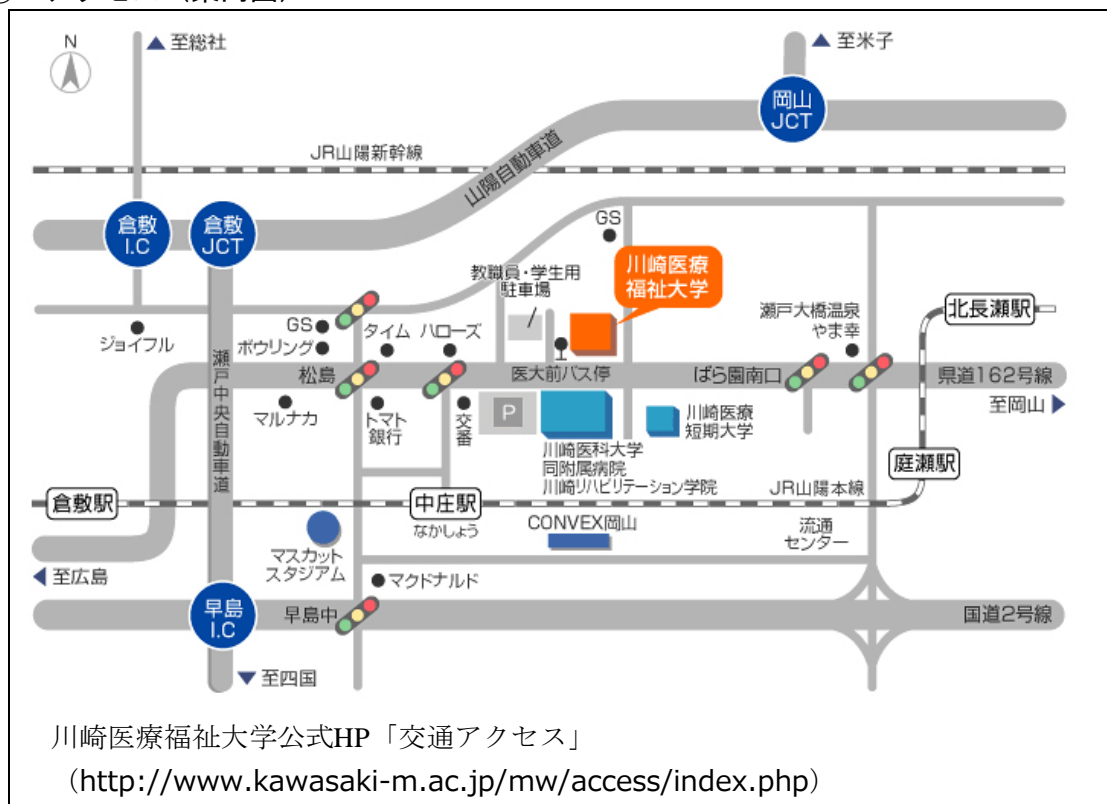 アクセス（案内図）
N
▲ 至総社
▲ 至米子
岡山
JCT
JR山陽新幹線
山陽自動車道
倉敷
I.C
倉敷
JCT
GS
川崎医療
福祉大学
教職員・学生用
駐車場
瀬戸大橋温泉
やま幸
北長瀬駅
ジョイフル
GS
ボウリング
タイム
ハローズ
松島
医大前バス停
ばら園南口
県道162号線
至岡山 ▶
瀬戸中央自動車道
マルナカ
トマト
銀行
交番
P
川崎医療
短期大学
川崎医科大学
同附属病院
川崎リハビリテーション学院
庭瀬駅
JR山陽本線
倉敷駅
中庄駅
なかしょう
CONVEX岡山
流通
センター
マスカット
スタジアム
◀ 至広島
マクドナルド
早島
I.C
早島中
国道2号線
▼ 至四国
川崎医療福祉大学公式HP「交通アクセス」
（http://www.kawasaki-m.ac.jp/mw/access/index.php）